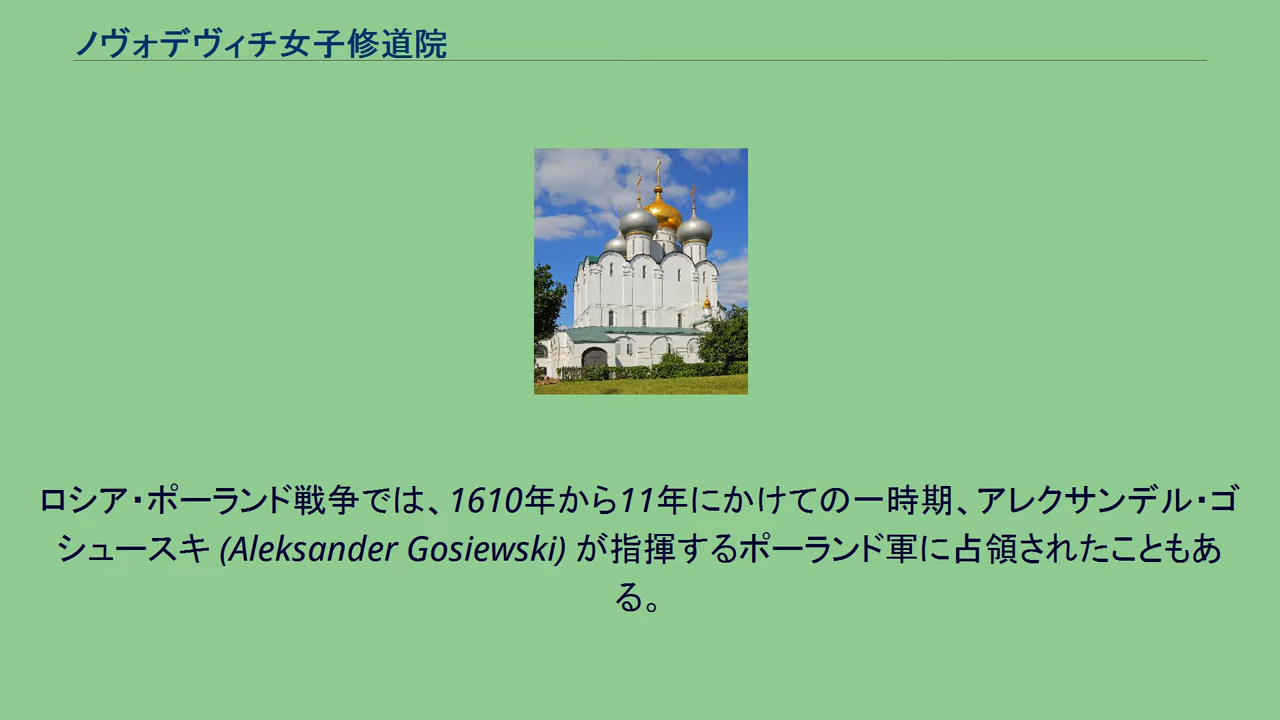 ノヴォデヴィチ女子修道院
ロシア・ポーランド戦争では、1610年から11年にかけての一時期、アレクサンデル・ゴ
シュースキ (Aleksander Gosiewski) が指揮するポーランド軍に占領されたこともあ
る。